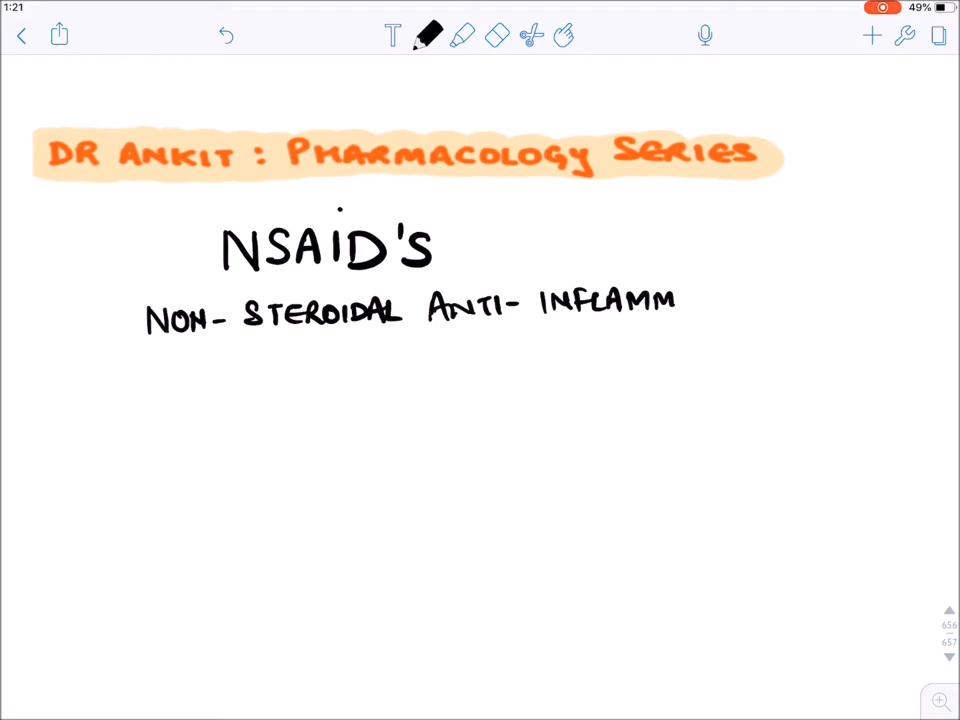 1:21
49%
T
DR ANKIT : PHARMACOLOGY SERIES
NSAID'S
NON- STEROIDAL ANTI- INFLAMM
656
657